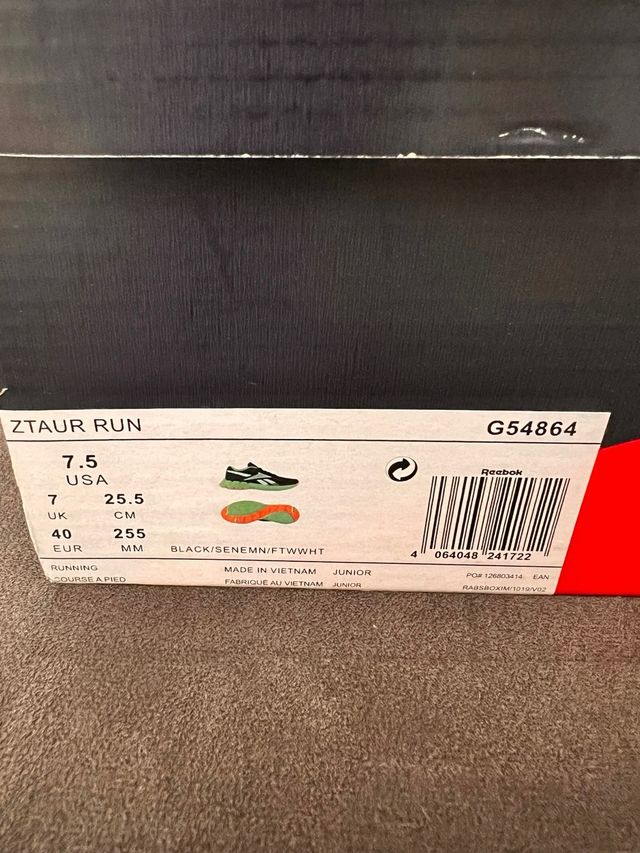 ZTAUR RUN
G54864
7.5
USA
7 25.5
UK CM
40 255
EUR MM
BLACK/SENEMN/FTWWHT
Reebok
4 064048 241722
RUNNING MADE IN VIETNAM JUNIOR
COURSE A PIED FABRIQUÉ AU VIETNAM JUNIOR
PO# 126803414 EAN
RABSBOXIM/1019/V02